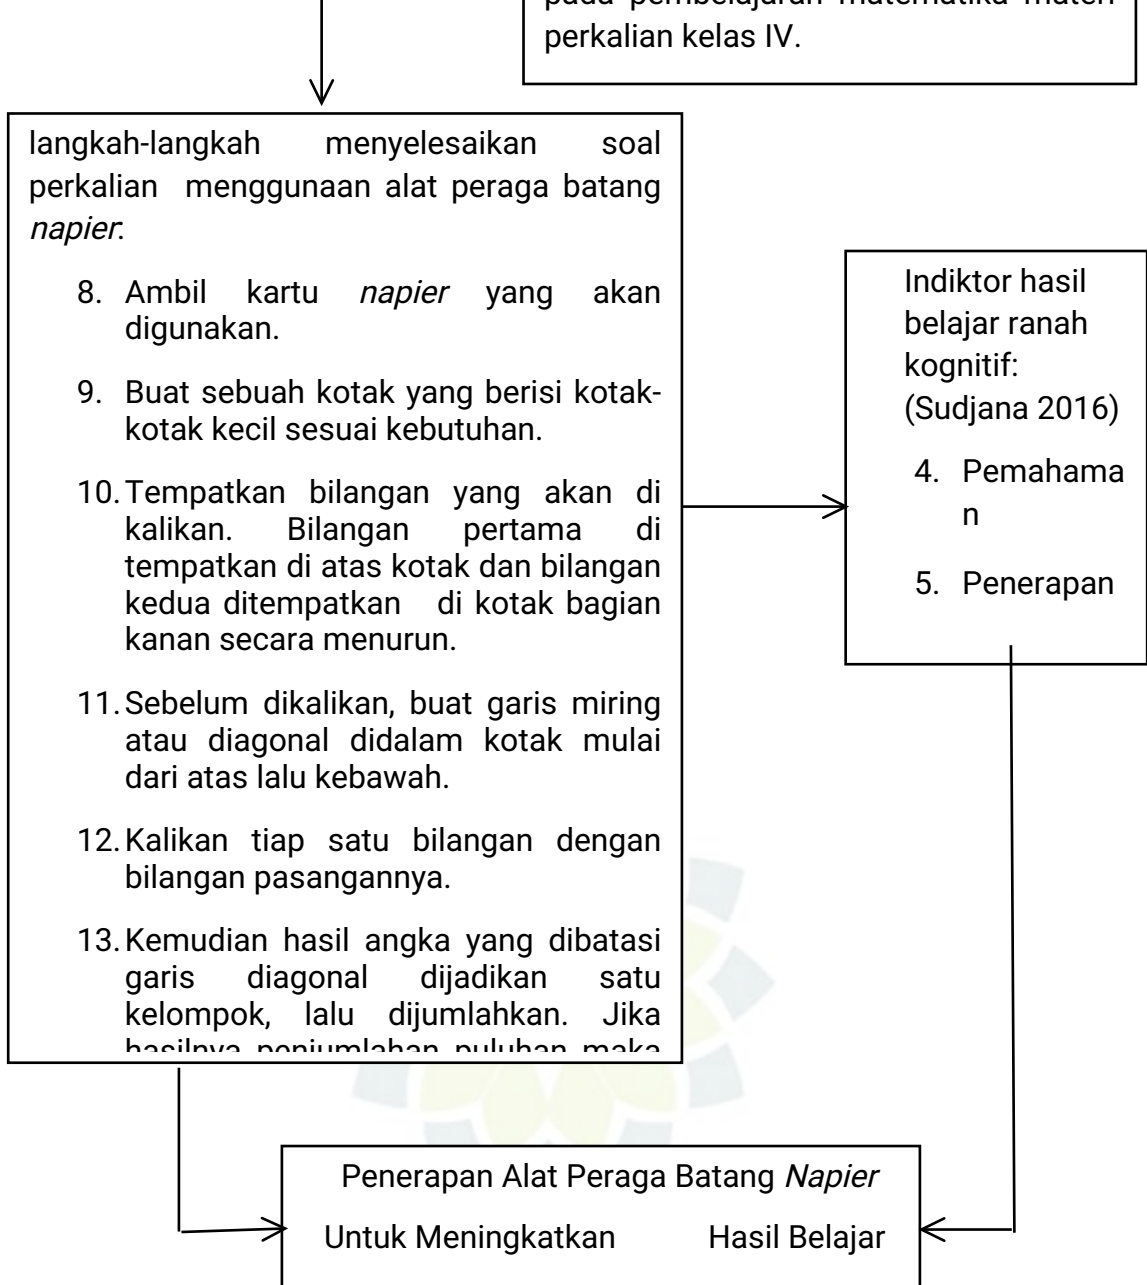 perkalian kelas IV.
langkah-langkah menyelesaikan soal
perkalian menggunaan alat peraga batang
napier:
8. Ambil kartu napier yang akan
digunakan.
9. Buat sebuah kotak yang berisi kotak-
kotak kecil sesuai kebutuhan.
10. Tempatkan bilangan yang akan di
kalikan. Bilangan pertama di
tempatkan di atas kotak dan bilangan
kedua ditempatkan di kotak bagian
kanan secara menurun.
11. Sebelum dikalikan, buat garis miring
atau diagonal didalam kotak mulai
dari atas lalu kebawah.
12. Kalikan tiap satu bilangan dengan
bilangan pasangannya.
13. Kemudian hasil angka yang dibatasi
garis diagonal dijadikan satu
kelompok, lalu dijumlahkan. Jika
hasilnya penjumlahan puluhan maka
Indiktor hasil
belajar ranah
kognitif:
(Sudjana 2016)
4. Pemahama
n
5. Penerapan
Penerapan Alat Peraga Batang Napier
Untuk Meningkatkan Hasil Belajar